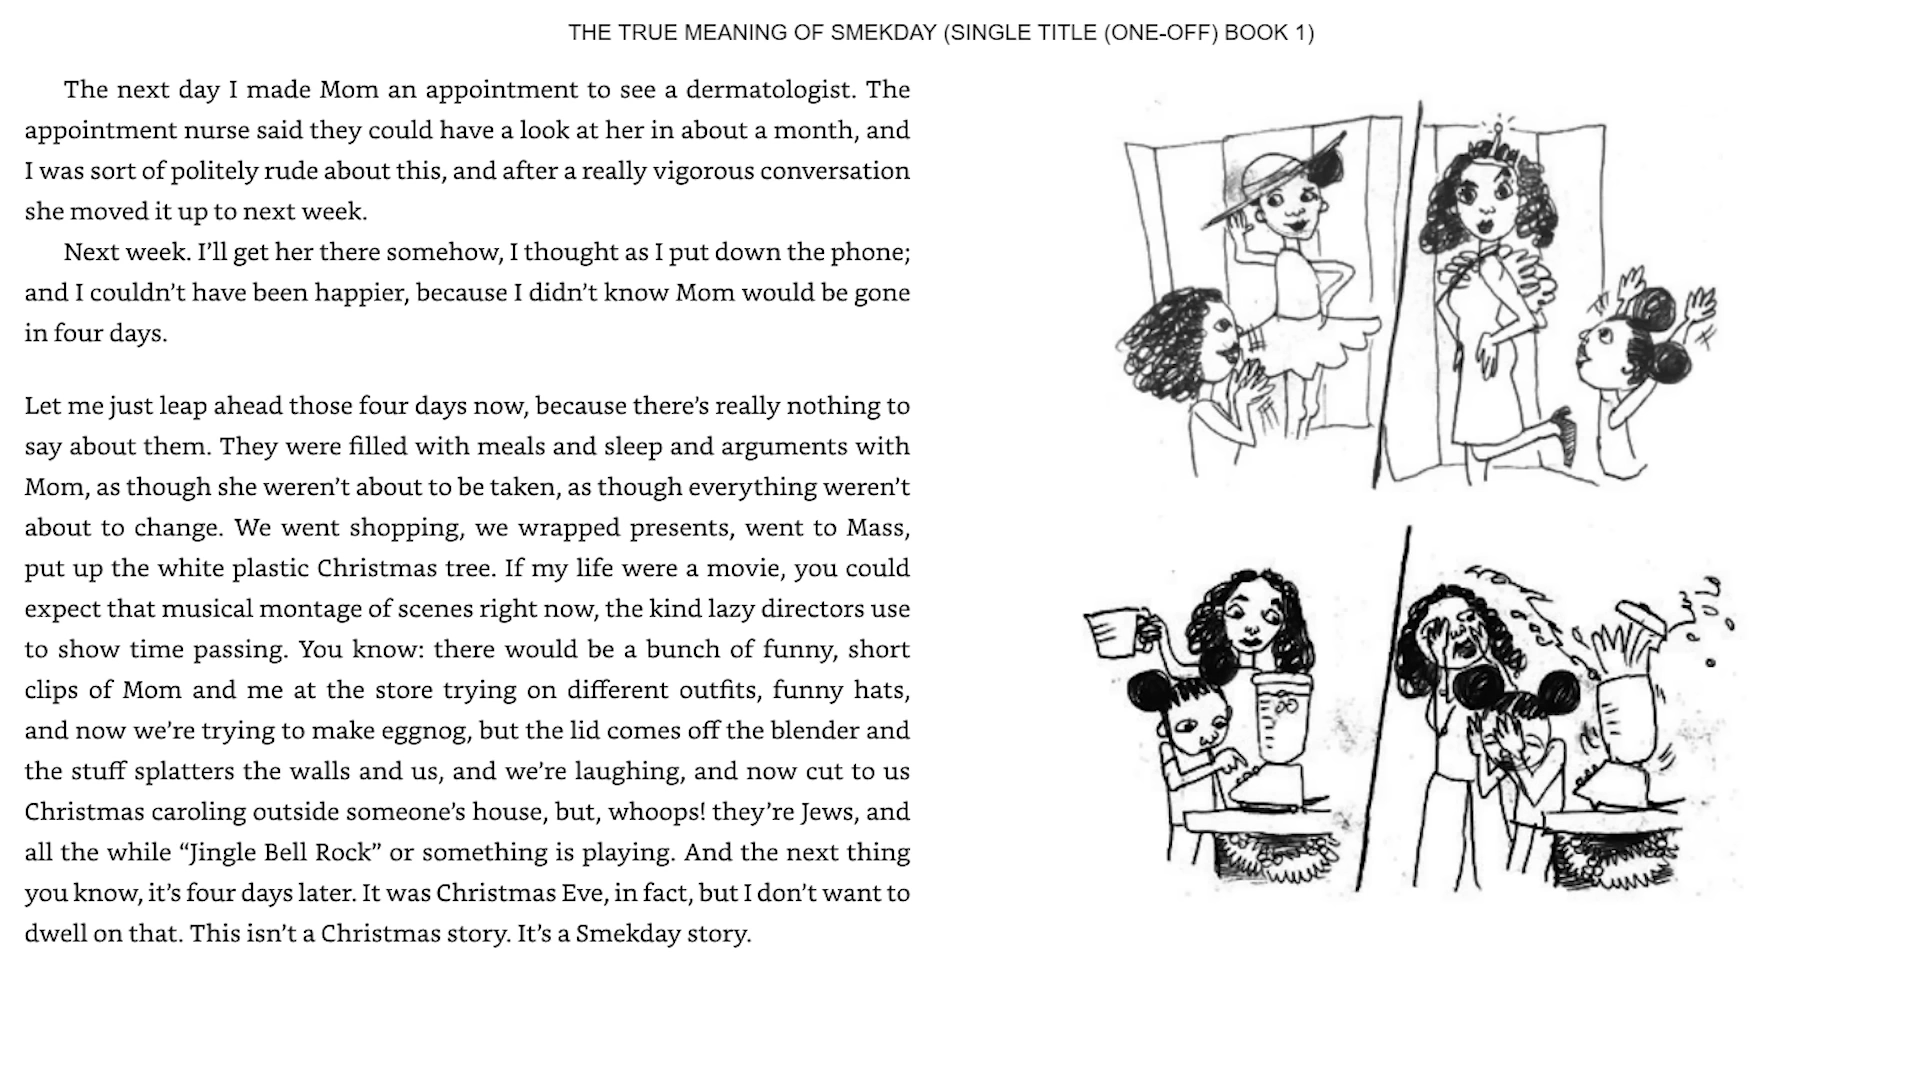 THE TRUE MEANING OF SMEKDAY (SINGLE TITLE (ONE-OFF) BOOK 1)
The next day I made Mom an appointment to see a dermatologist. The
appointment nurse said they could have a look at her in about a month, and
I was sort of politely rude about this, and after a really vigorous conversation
she moved it up to next week.
Next week. I’ll get her there somehow, I thought as I put down the phone;
and I couldn’t have been happier, because I didn’t know Mom would be gone
in four days.
Let me just leap ahead those four days now, because there’s really nothing to
say about them. They were filled with meals and sleep and arguments with
Mom, as though she weren’t about to be taken, as though everything weren’t
about to change. We went shopping, we wrapped presents, went to Mass,
put up the white plastic Christmas tree. If my life were a movie, you could
expect that musical montage of scenes right now, the kind lazy directors use
to show time passing. You know: there would be a bunch of funny, short
clips of Mom and me at the store trying on different outfits, funny hats,
and now we’re trying to make eggnog, but the lid comes off the blender and
the stuff splatters the walls and us, and we’re laughing, and now cut to us
Christmas caroling outside someone’s house, but, whoops! they’re Jews, and
all the while “Jingle Bell Rock” or something is playing. And the next thing
you know, it’s four days later. It was Christmas Eve, in fact, but I don’t want to
dwell on that. This isn’t a Christmas story. It’s a Smekday story.